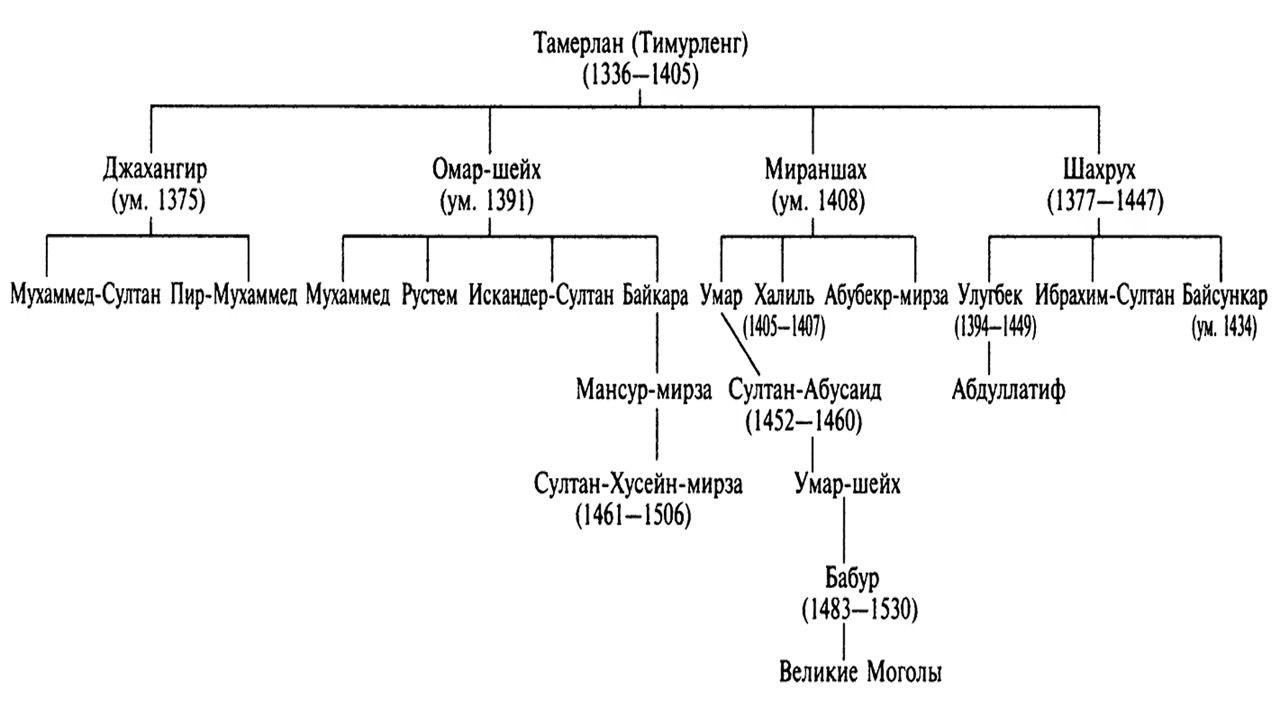 Тамерлан (Тимурленг)
(1336—1405)
Джахангир Омар-шейх Мираншах Шахрух
(ум. 1375) (ум. 1391) (ум. 1408) (1377—1447)
Мухаммед-Султан Пир-Мухаммед Мухаммед Рустем Искандер-Султан Байкара Умар Халиль Абубекр-мирза Улугбек Ибрахим-Султан Байсункар
(1405—1407) (1394—1449) (ум. 1434)
Мансур-мирза Султан-Абусаид Абдуллатиф
(1452—1460)
Султан-Хусейн-мирза Умар-шейх
(1461—1506)
Бабур
(1483—1530)
Великие Моголы